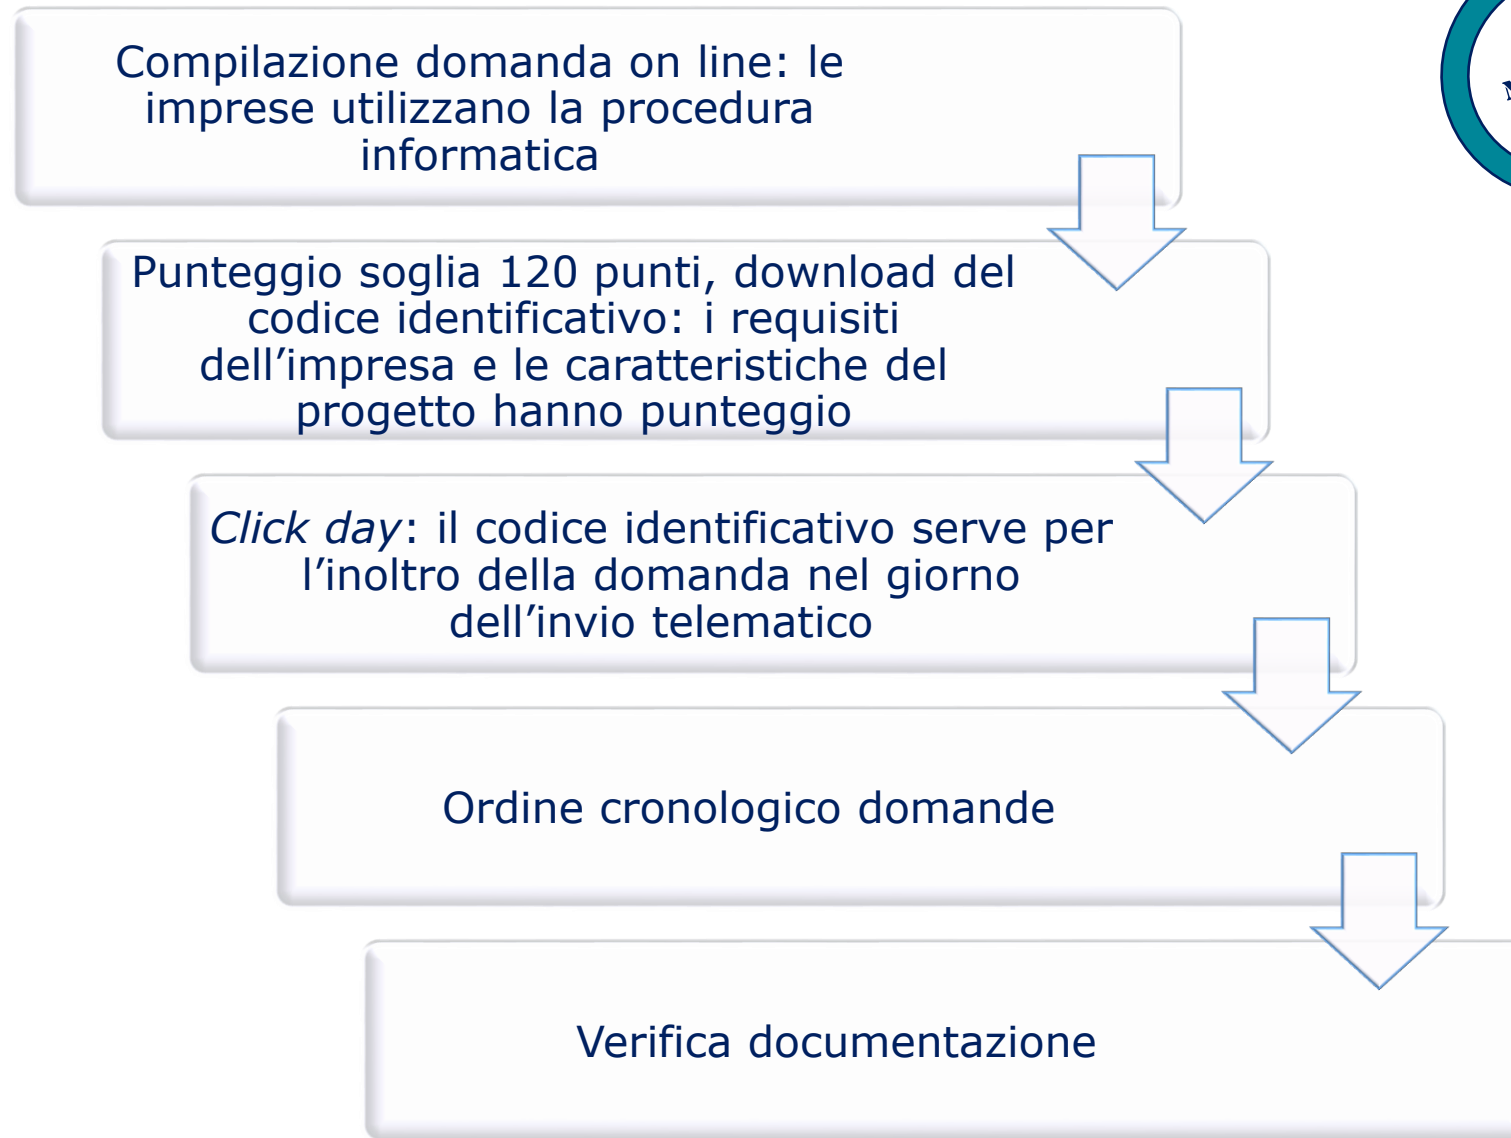 Compilazione domanda on line: le
imprese utilizzano la procedura
informatica
Punteggio soglia 120 punti, download del
codice identificativo: i requisiti
dell’impresa e le caratteristiche del
progetto hanno punteggio
Click day: il codice identificativo serve per
l’inoltro della domanda nel giorno
dell’invio telematico
Ordine cronologico domande
Verifica documentazione